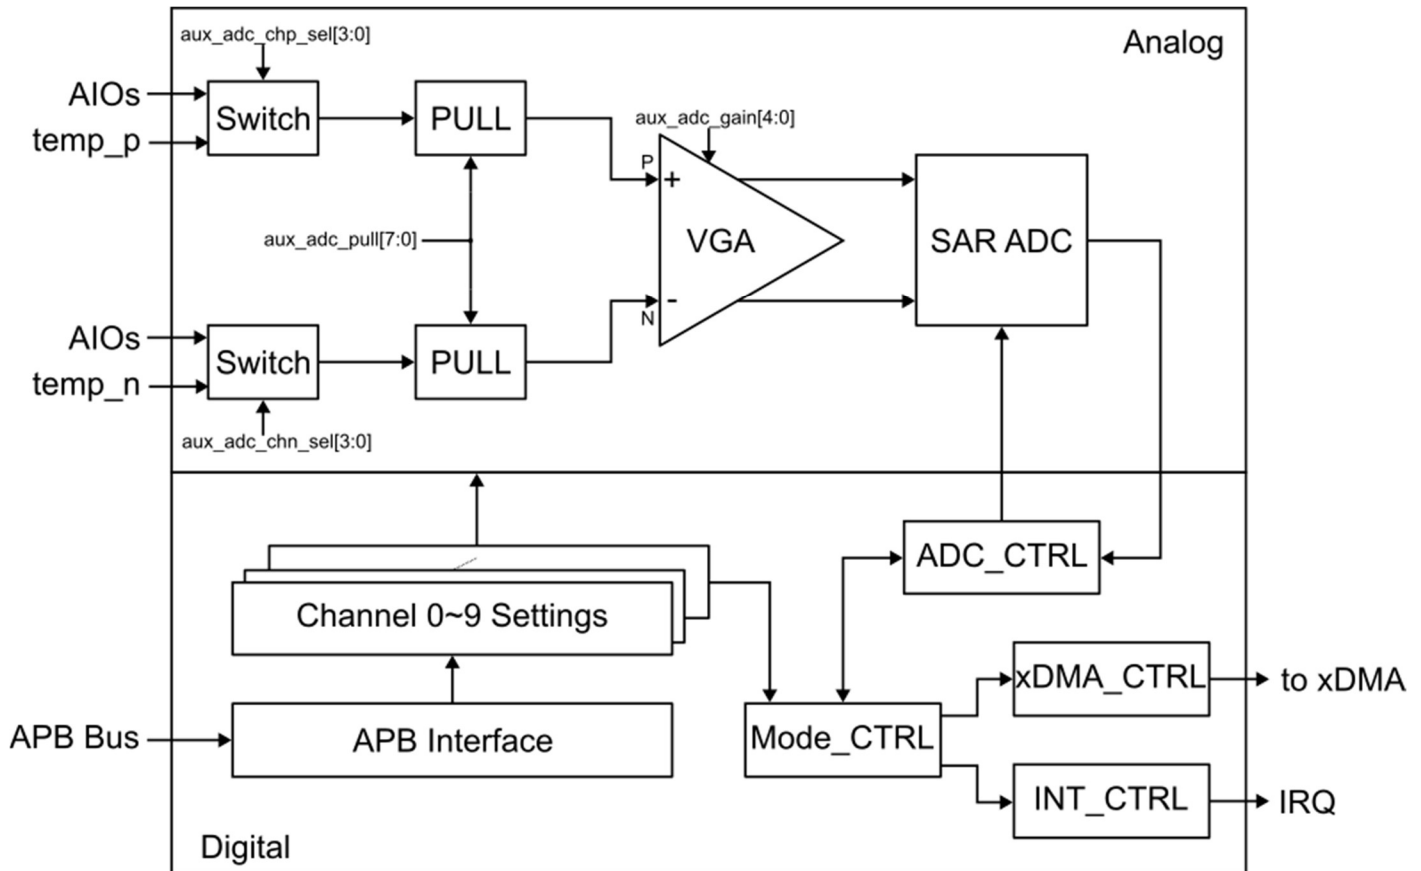 aux_adc_chp_sel[3:0]
Analog
AIOs
Switch
PULL
temp_p
aux_adc_gain[4:0]
P
+
aux_adc_pull[7:0]
VGA
SAR ADC
-
N
AIOs
Switch
PULL
temp_n
aux_adc_chn_sel[3:0]
ADC_CTRL
Channel 0~9 Settings
xDMA_CTRL
to xDMA
APB Bus
APB Interface
Mode_CTRL
INT_CTRL
IRQ
Digital